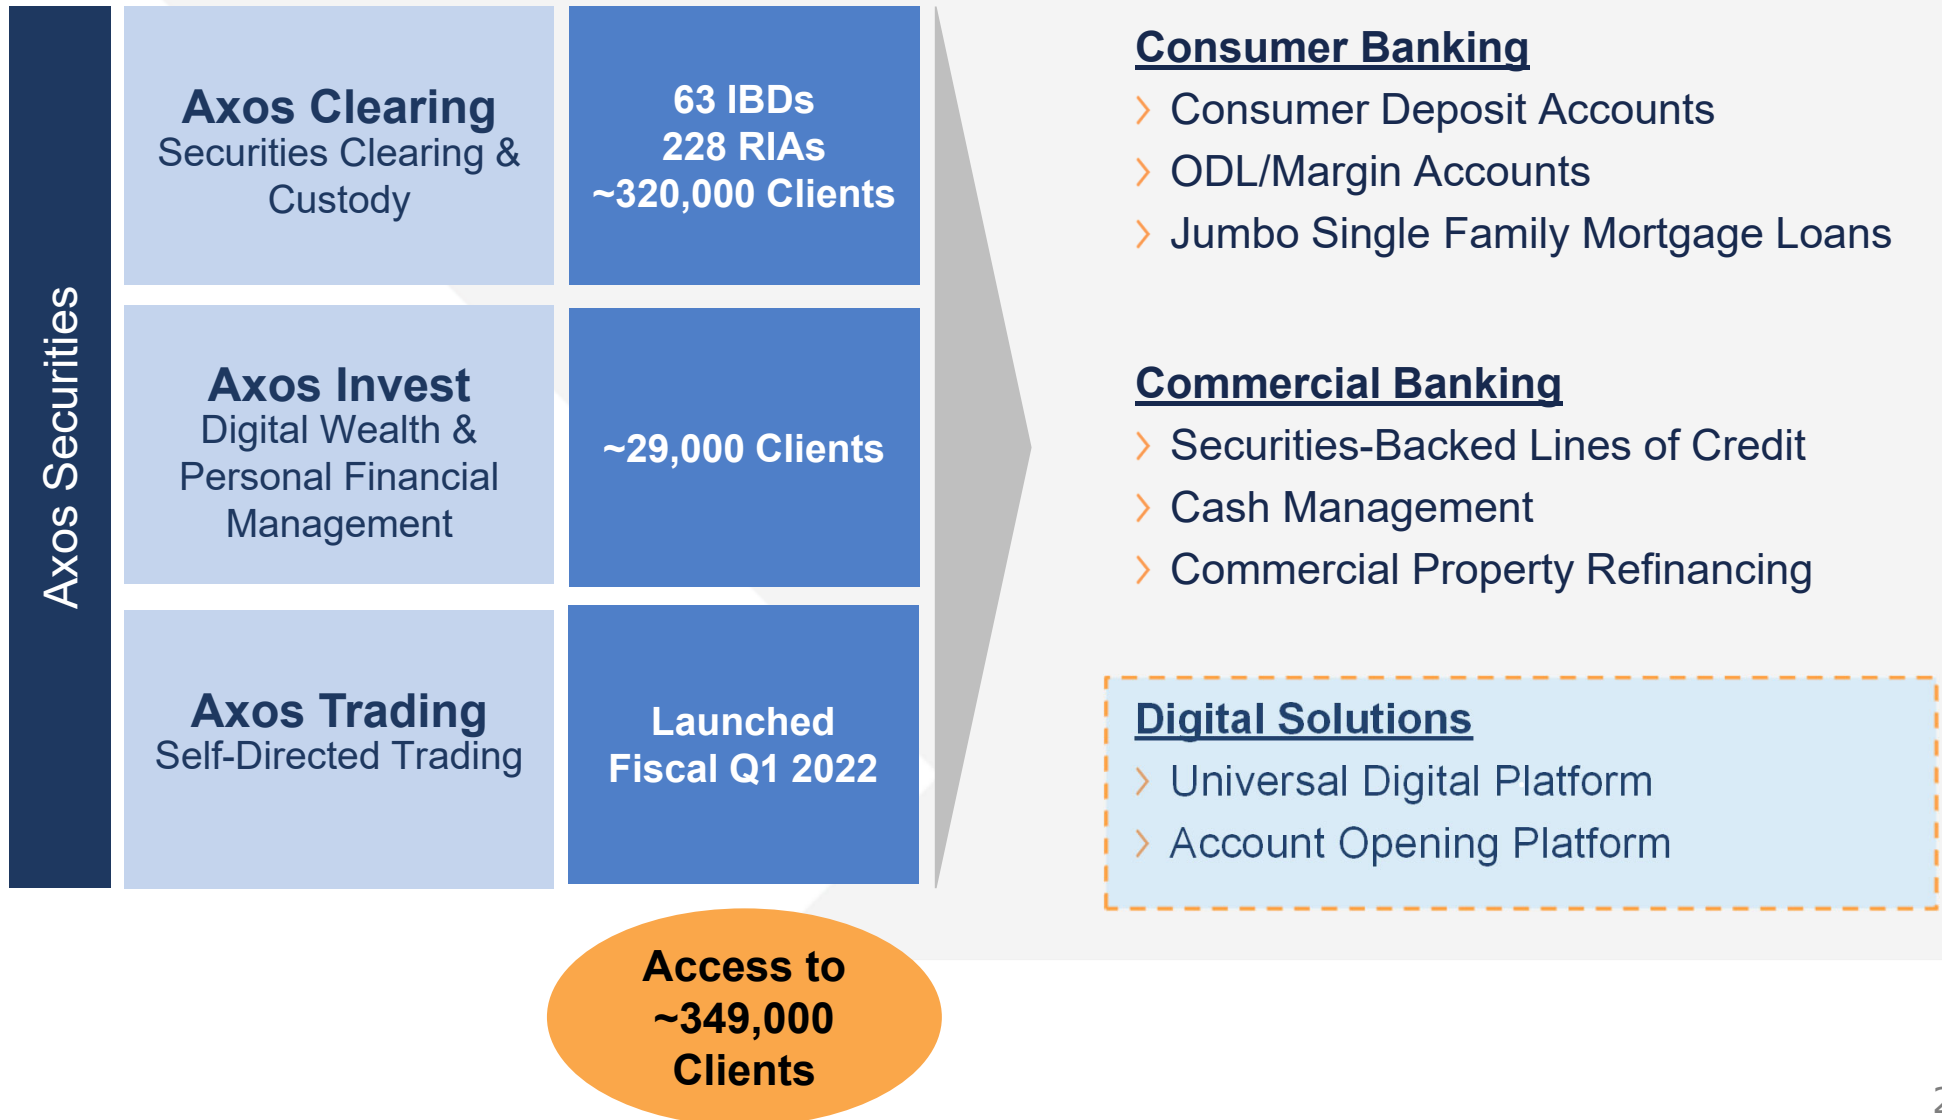 Axos Securities
Axos Clearing
Securities Clearing &
Custody
63 IBDs
228 RIAs
~320,000 Clients
Axos Invest
Digital Wealth &
Personal Financial
Management
~29,000 Clients
Axos Trading
Self-Directed Trading
Launched
Fiscal Q1 2022
Access to
~349,000
Clients
Consumer Banking
› Consumer Deposit Accounts
› ODL/Margin Accounts
› Jumbo Single Family Mortgage Loans
Commercial Banking
› Securities-Backed Lines of Credit
› Cash Management
› Commercial Property Refinancing
Digital Solutions
› Universal Digital Platform
› Account Opening Platform